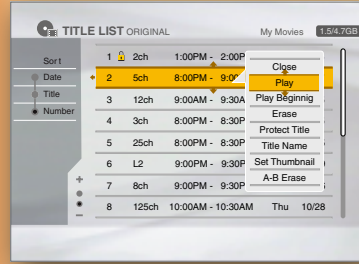 TITLE LIST ORIGINAL My Movies 1.5/4.7GB
Sort
Date
Title
Number
1 2ch 1:00PM - 2:00P
2 5ch 8:00PM - 9:00
3 12ch 9:00AM - 9:30A
4 3ch 8:00PM - 8:30P
5 25ch 8:00PM - 8:30P
6 L2 9:00PM - 9:30P
7 8ch 9:00PM - 9:30P
8 125ch 10:00AM - 10:30AM Thu 10/28
Close
Play
Play Beginnig
Erase
Protect Title
Title Name
Set Thumbnail
A-B Erase